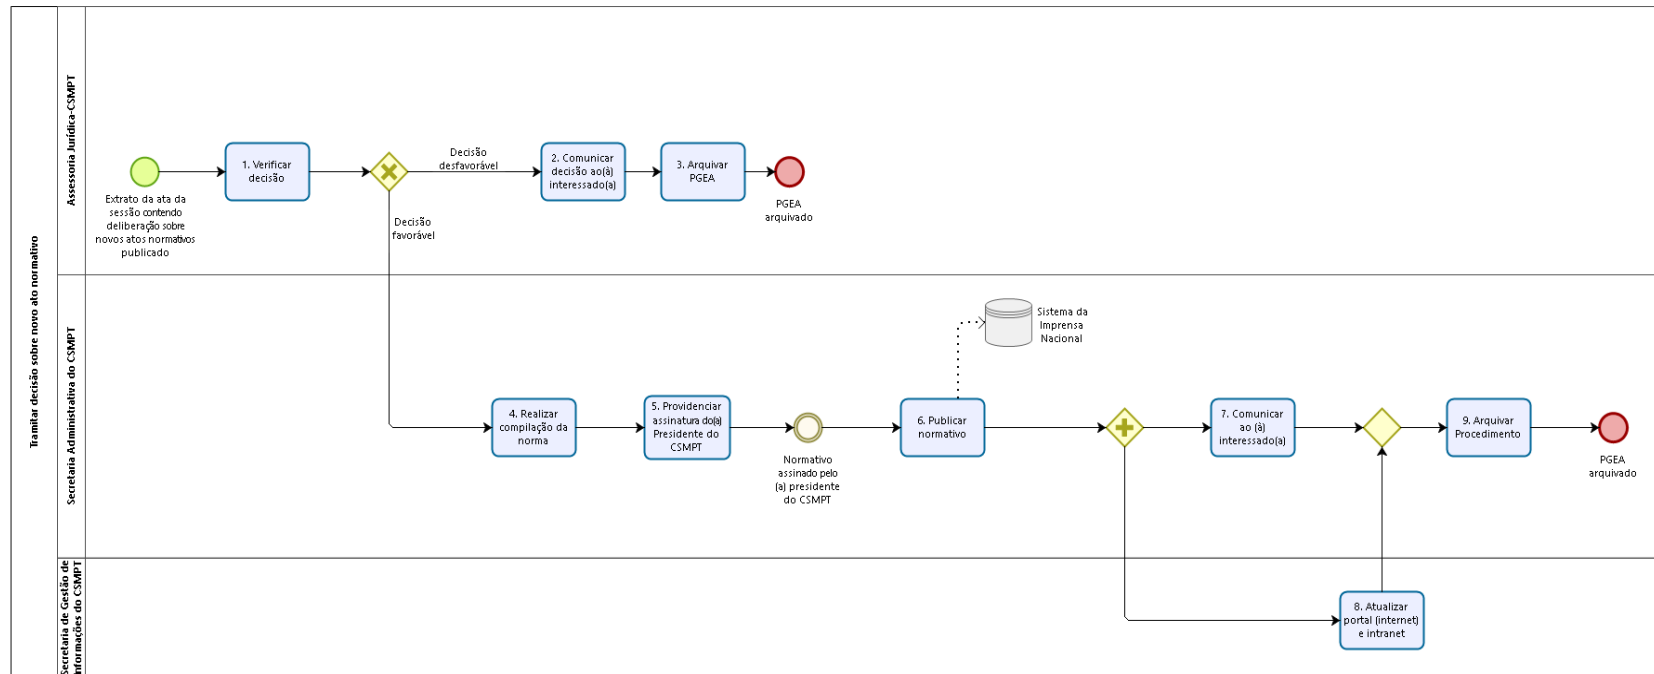 Tramitar decisão sobre novo ato normativo
Assessoria Jurídica-CSMPT
Extrato da ata da
sessão contendo
deliberação sobre
novos atos normativos
publicado
1. Verificar
decisão
Decisão
desfavorável
Decisão
favorável
2. Comunicar
decisão ao(à)
interessado(a)
3. Arquivar
PGEA
PGEA
arquivado
Secretaria Administrativa do CSMPT
4. Realizar
compilação da
norma
5. Providenciar
assinatura do(a)
Presidente do
CSMPT
Normativo
assinado pelo
(a) presidente
do CSMPT
6. Publicar
normativo
Sistema da
Imprensa
Nacional
7. Comunicar
ao (à)
interessado(a)
9. Arquivar
Procedimento
PGEA
arquivado
Secretaria de Gestão de
Informações do CSMPT
8. Atualizar
portal (internet)
e intranet